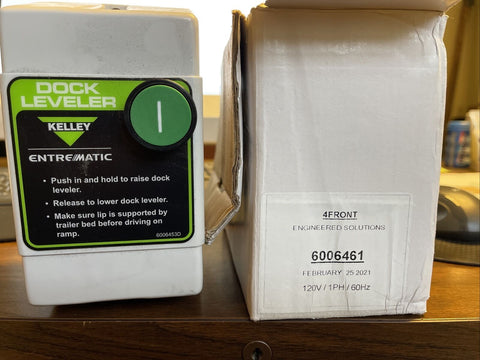 DOCK
LEVELER
KELLEY
ENTREMATIC
• Push in and hold to raise dock
leveler.
• Release to lower dock leveler.
• Make sure lip is supported by
trailer bed before driving on
ramp.
6006453D
4FRONT
ENGINEERED SOLUTIONS
6006461
FEBRUARY 25 2021
120V / 1PH / 60Hz